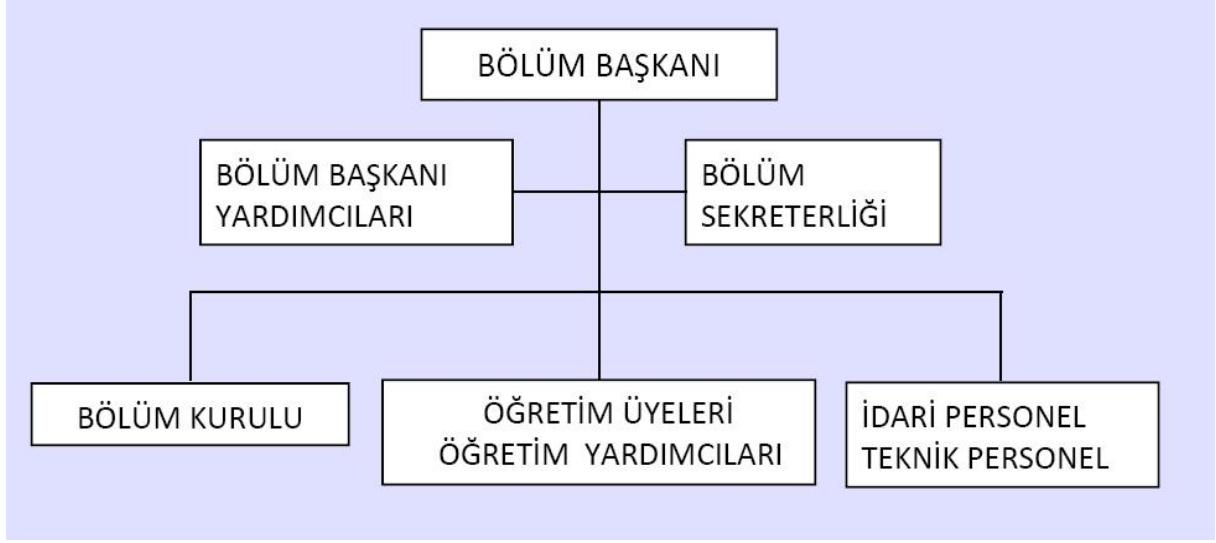 BÖLÜM BAŞKANI
BÖLÜM BAŞKANI
YARDIMCILARI
BÖLÜM
SEKRETERLİĞİ
BÖLÜM KURULU
ÖĞRETİM ÜYELERİ
ÖĞRETİM YARDIMCILARI
İDARİ PERSONEL
TEKNİK PERSONEL